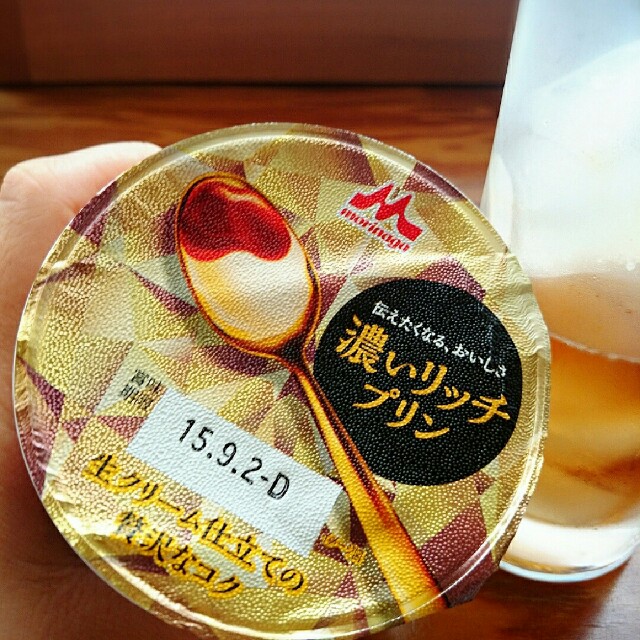 morinaga
伝えたくなる、おいしさ
濃いリッチ
プリン
賞味
期限
15.9.2-D
生クリーム仕立ての
贅沢なコク